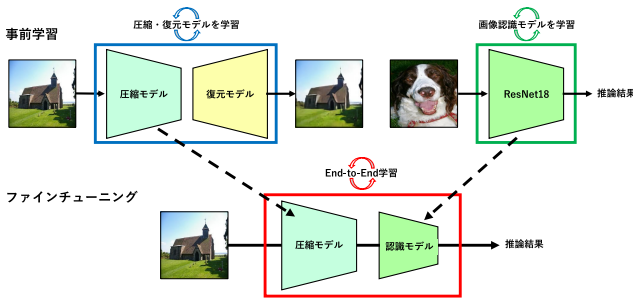 圧縮・復元モデルを学習
画像認識モデルを学習
事前学習
圧縮モデル
復元モデル
ResNet18
推論結果
End-to-End学習
ファインチューニング
圧縮モデル
認識モデル
推論結果